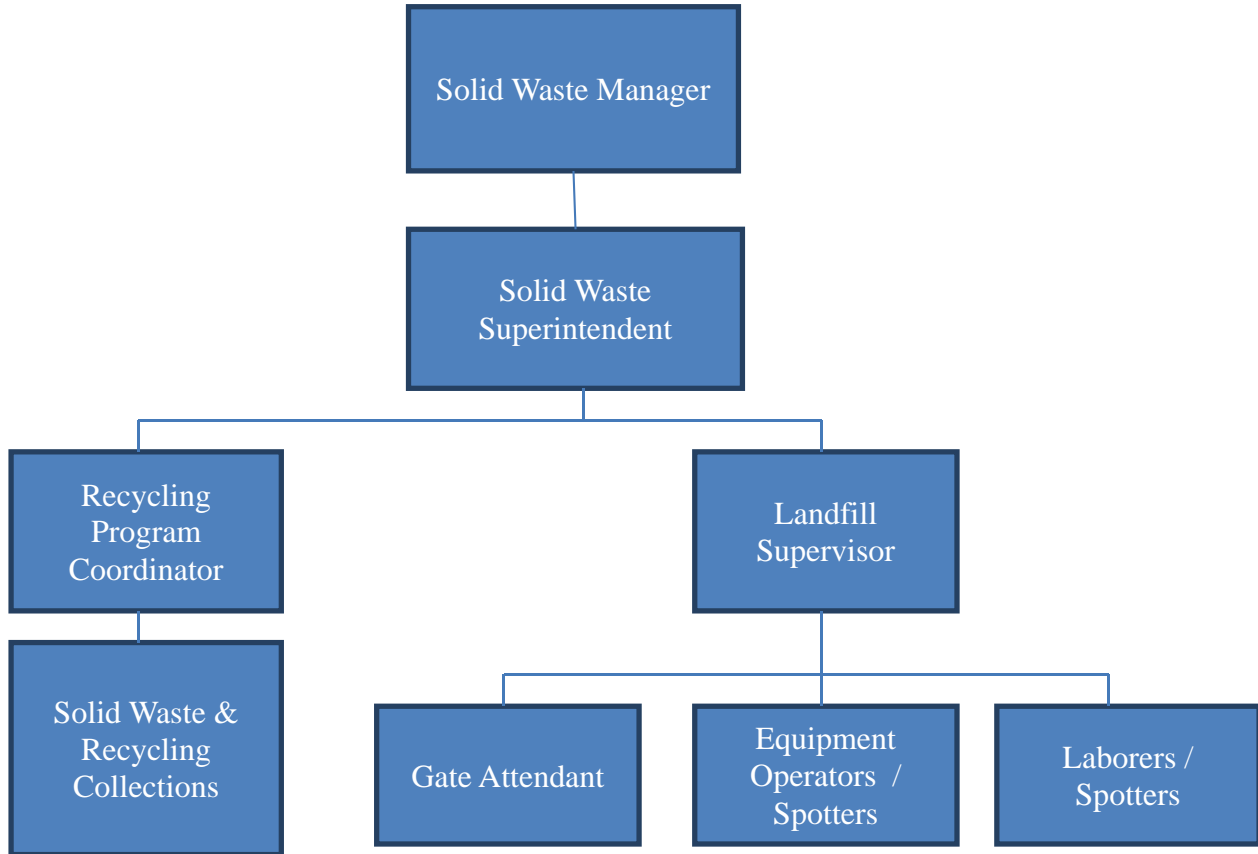 Solid Waste Manager
Solid Waste
Superintendent
Recycling
Program
Coordinator
Landfill
Supervisor
Solid Waste &
Recycling
Collections
Gate Attendant
Equipment
Operators /
Spotters
Laborers /
Spotters